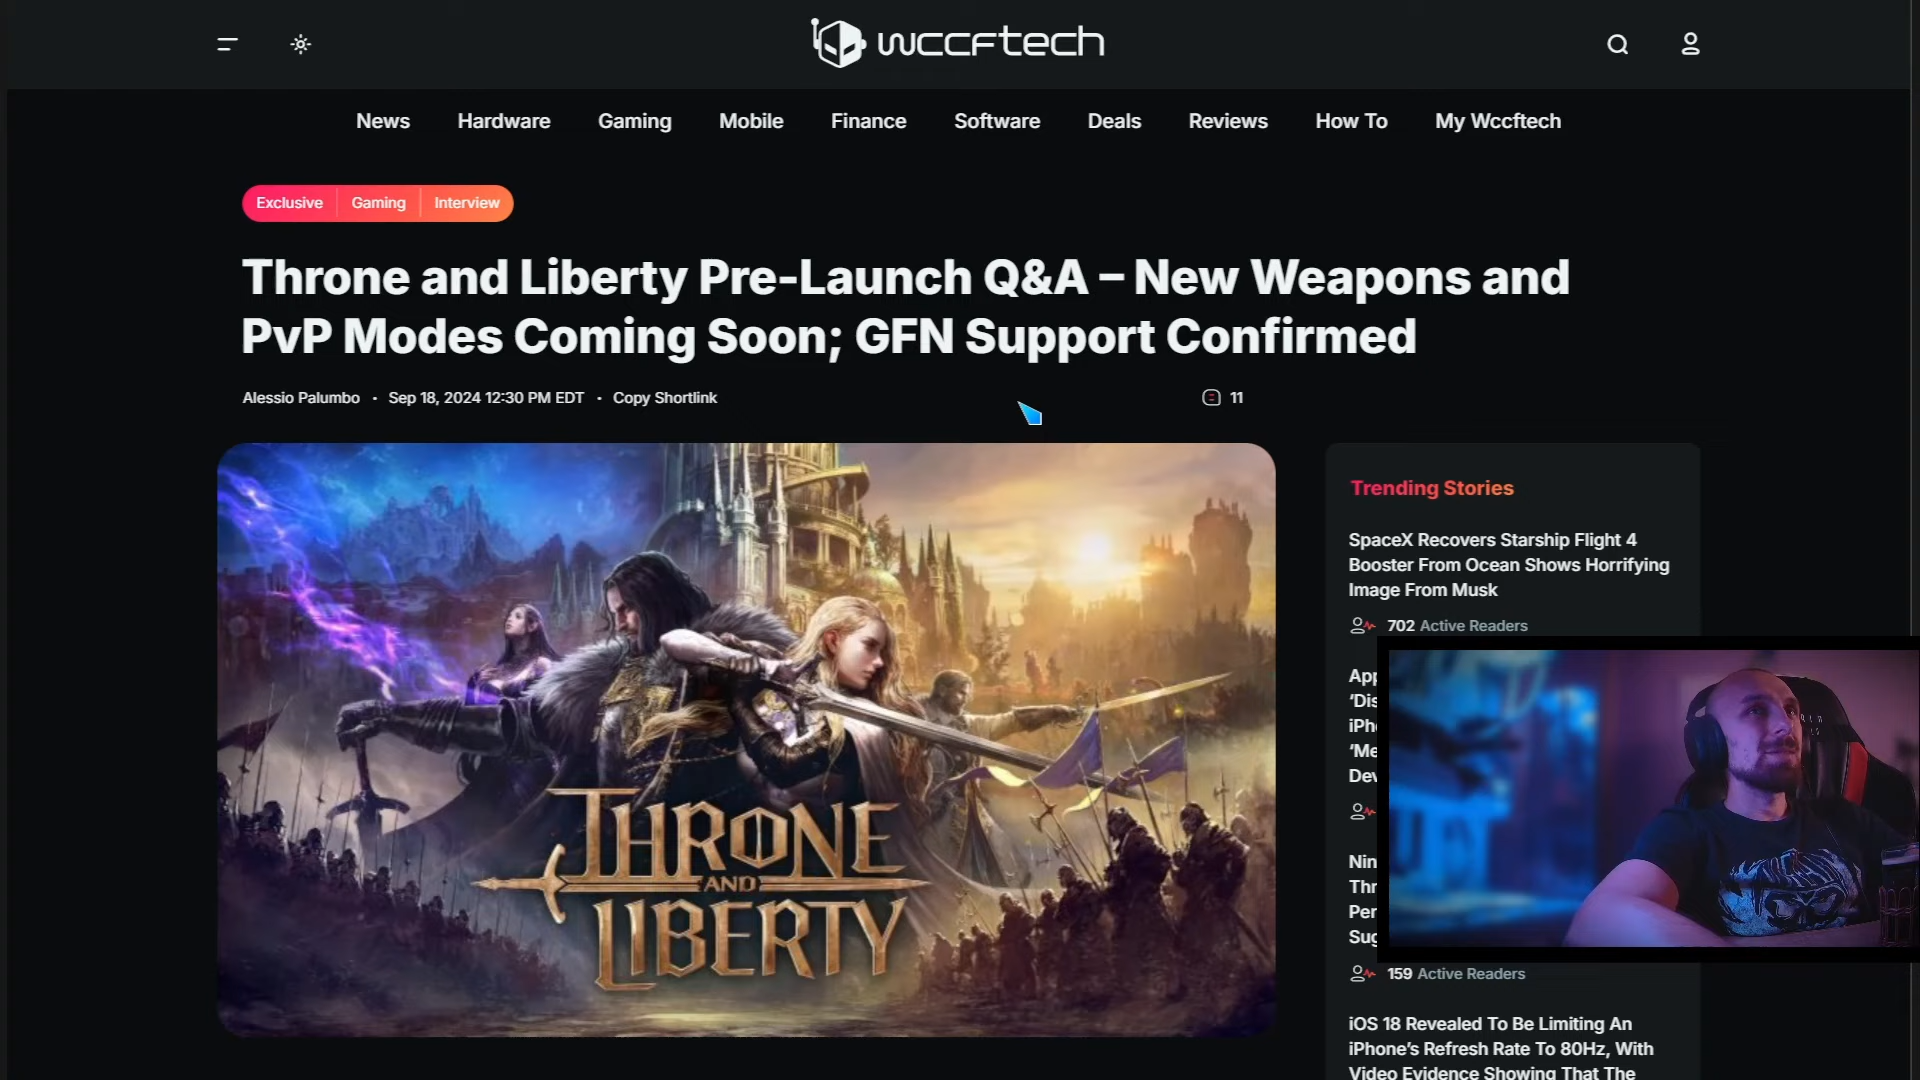 wccftech
News Hardware Gaming Mobile Finance Software Deals Reviews How To My Wccftech
Exclusive Gaming Interview
Throne and Liberty Pre-Launch Q&A – New Weapons and
PvP Modes Coming Soon; GFN Support Confirmed
Alessio Palumbo • Sep 18, 2024 12:30 PM EDT • Copy Shortlink
11
THRONE
AND
LIBERTY
Trending Stories
SpaceX Recovers Starship Flight 4
Booster From Ocean Shows Horrifying
Image From Musk
702 Active Readers
159 Active Readers
iOS 18 Revealed To Be Limiting An
iPhone's Refresh Rate To 80Hz, With
Video Evidence Showing That The